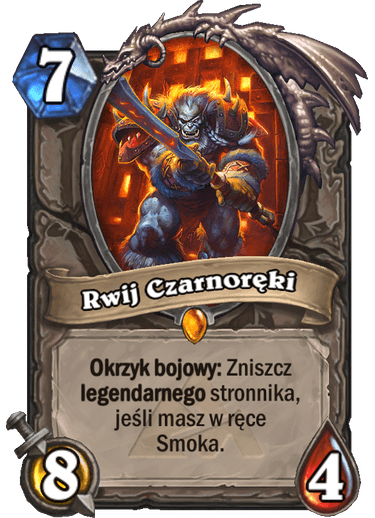 7
Rwij Czarnoręki
Okrzyk bojowy: Zniszcz
legendarnego stronnika,
jeśli masz w ręce
Smoka.
8
4